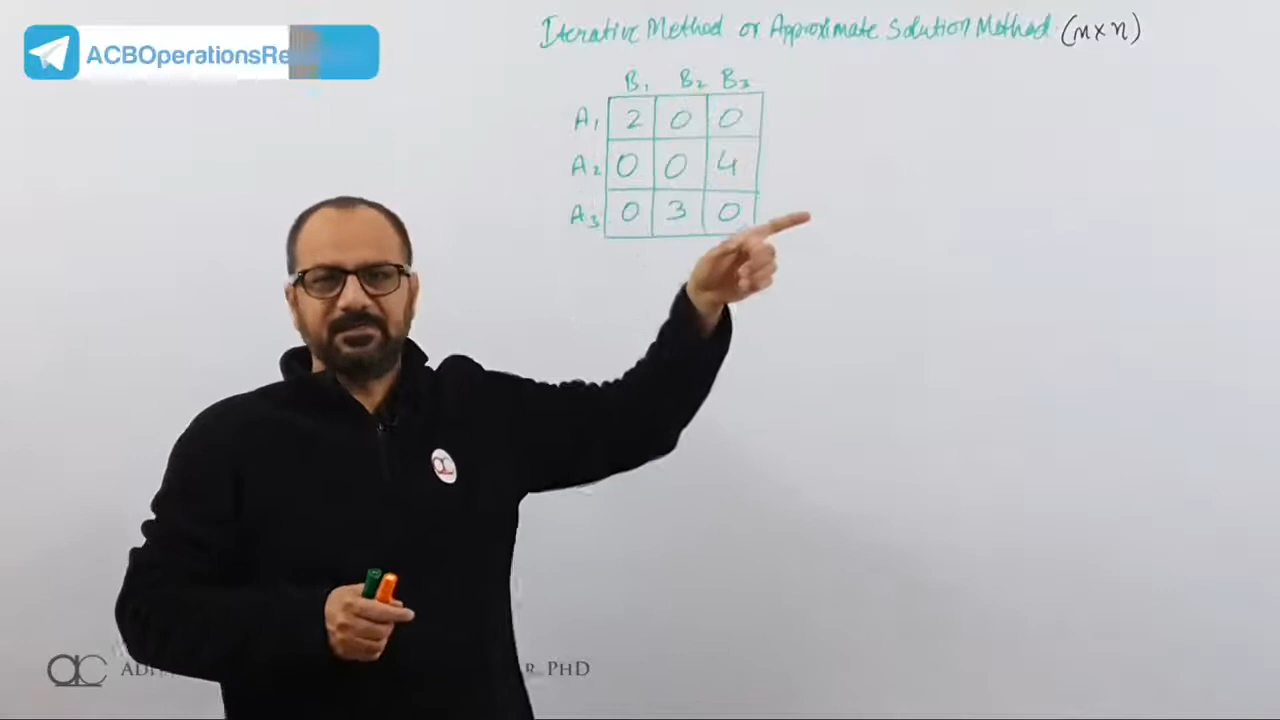 Iterative Method or Approximate Solution Method (n×n)
ACBOperationsRe
B1 B2 B3
A1 2 0 0
A2 0 0 4
A3 0 3 0
ac
R, PHD